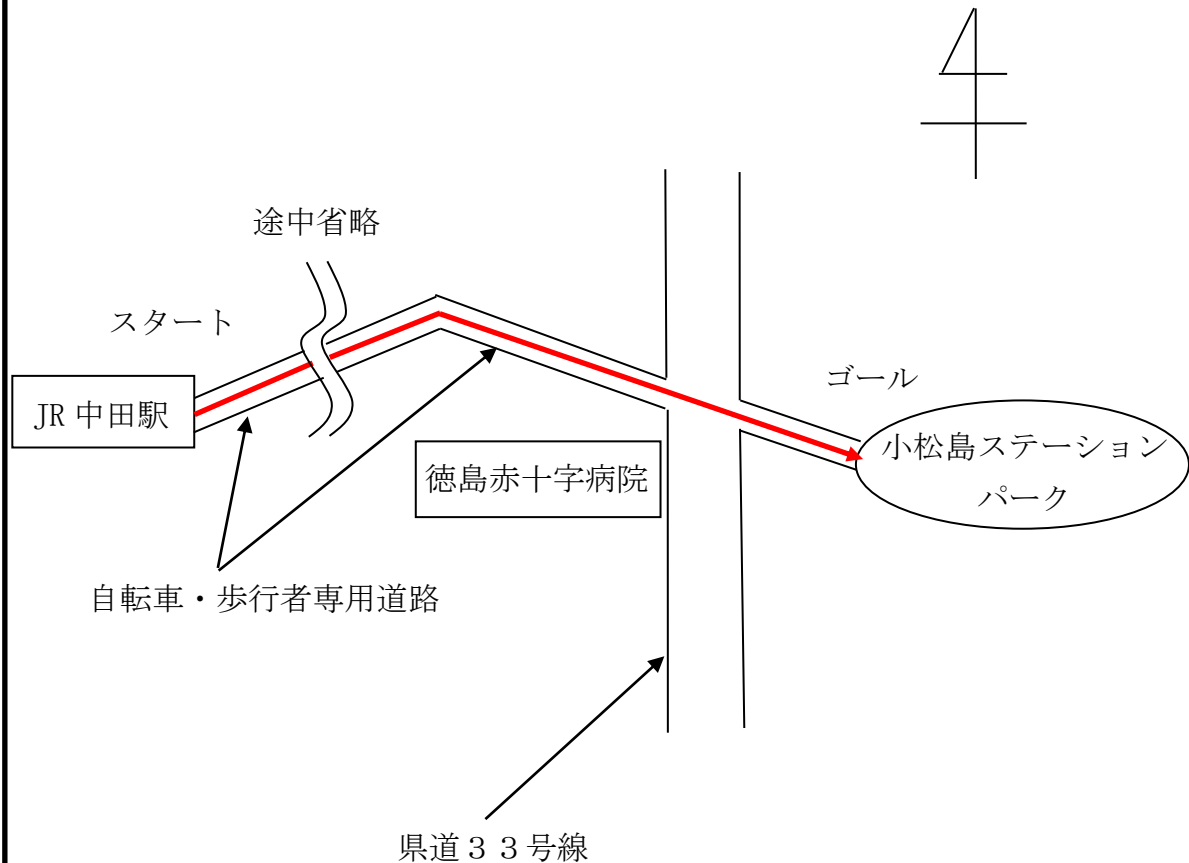 途中省略
スタート
ゴール
JR 中田駅
小松島ステーション
パーク
徳島赤十字病院
自転車・歩行者専用道路
県道３３号線